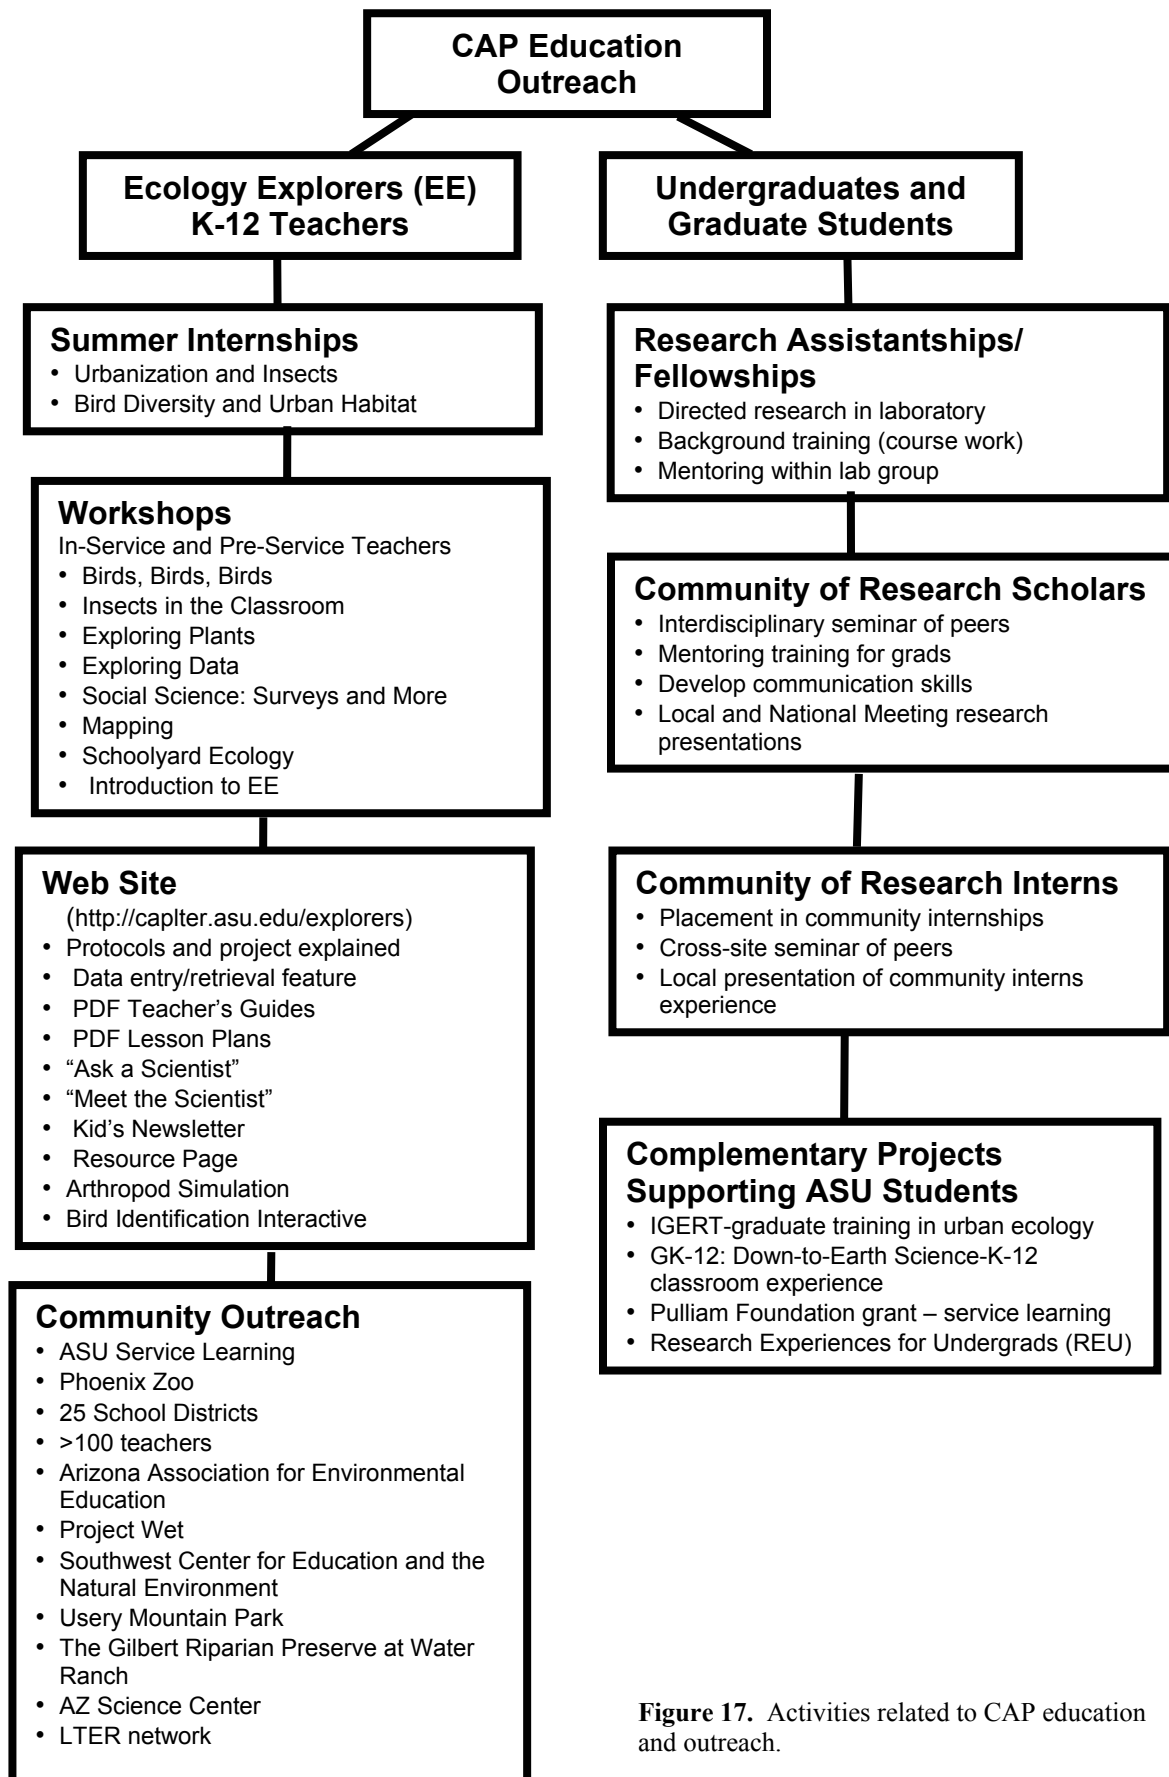 CAP Education
Outreach
Ecology Explorers (EE)
K-12 Teachers
Summer Internships
• Urbanization and Insects
• Bird Diversity and Urban Habitat
Workshops
In-Service and Pre-Service Teachers
• Birds, Birds, Birds
• Insects in the Classroom
• Exploring Plants
• Exploring Data
• Social Science: Surveys and More
• Mapping
• Schoolyard Ecology
• Introduction to EE
Web Site
(http://caplter.asu.edu/explorers)
• Protocols and project explained
• Data entry/retrieval feature
• PDF Teacher’s Guides
• PDF Lesson Plans
• “Ask a Scientist”
• “Meet the Scientist”
• Kid’s Newsletter
• Resource Page
• Arthropod Simulation
• Bird Identification Interactive
Community Outreach
• ASU Service Learning
• Phoenix Zoo
• 25 School Districts
• >100 teachers
• Arizona Association for Environmental
Education
• Project Wet
• Southwest Center for Education and the
Natural Environment
• Usery Mountain Park
• The Gilbert Riparian Preserve at Water
Ranch
• AZ Science Center
• LTER network
Undergraduates and
Graduate Students
Research Assistantships/
Fellowships
• Directed research in laboratory
• Background training (course work)
• Mentoring within lab group
Community of Research Scholars
• Interdisciplinary seminar of peers
• Mentoring training for grads
• Develop communication skills
• Local and National Meeting research
presentations
Community of Research Interns
• Placement in community internships
• Cross-site seminar of peers
• Local presentation of community interns
experience
Complementary Projects
Supporting ASU Students
• IGERT-graduate training in urban ecology
• GK-12: Down-to-Earth Science-K-12
classroom experience
• Pulliam Foundation grant – service learning
• Research Experiences for Undergrads (REU)
Figure 17. Activities related to CAP education
and outreach.